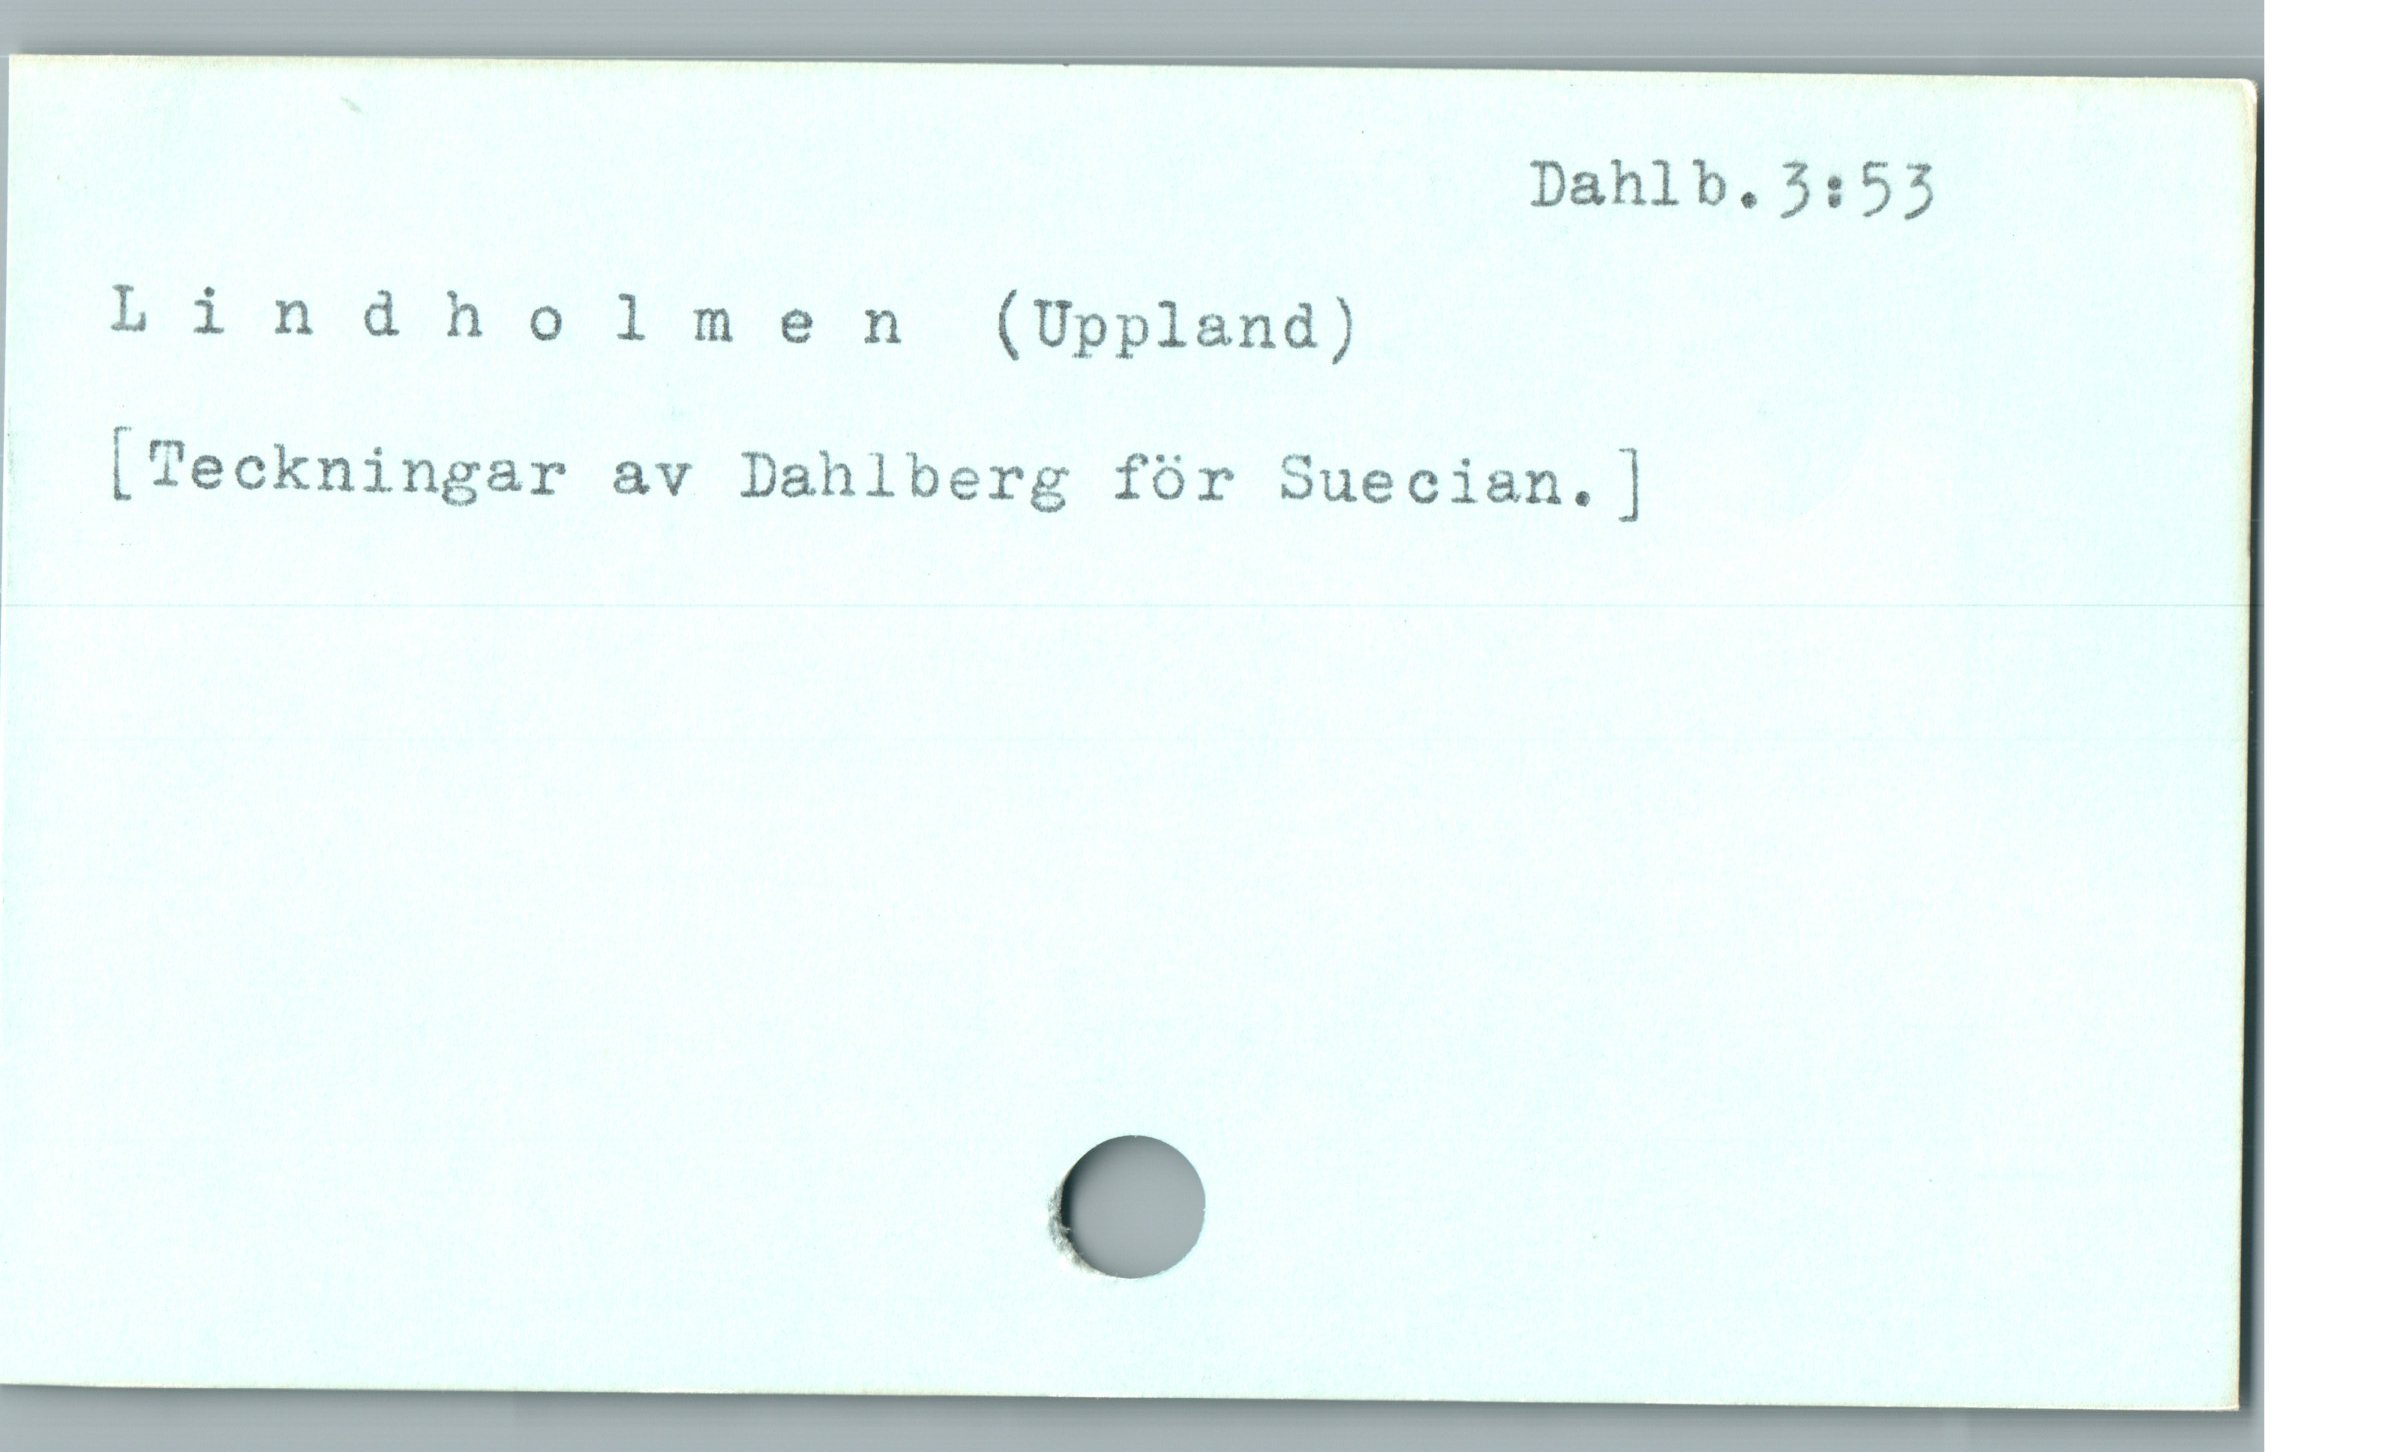 Dahlb.3:53
L i n d h o l m e n (Uppland)
[Teckningar av Dahlberg för Suecian.]